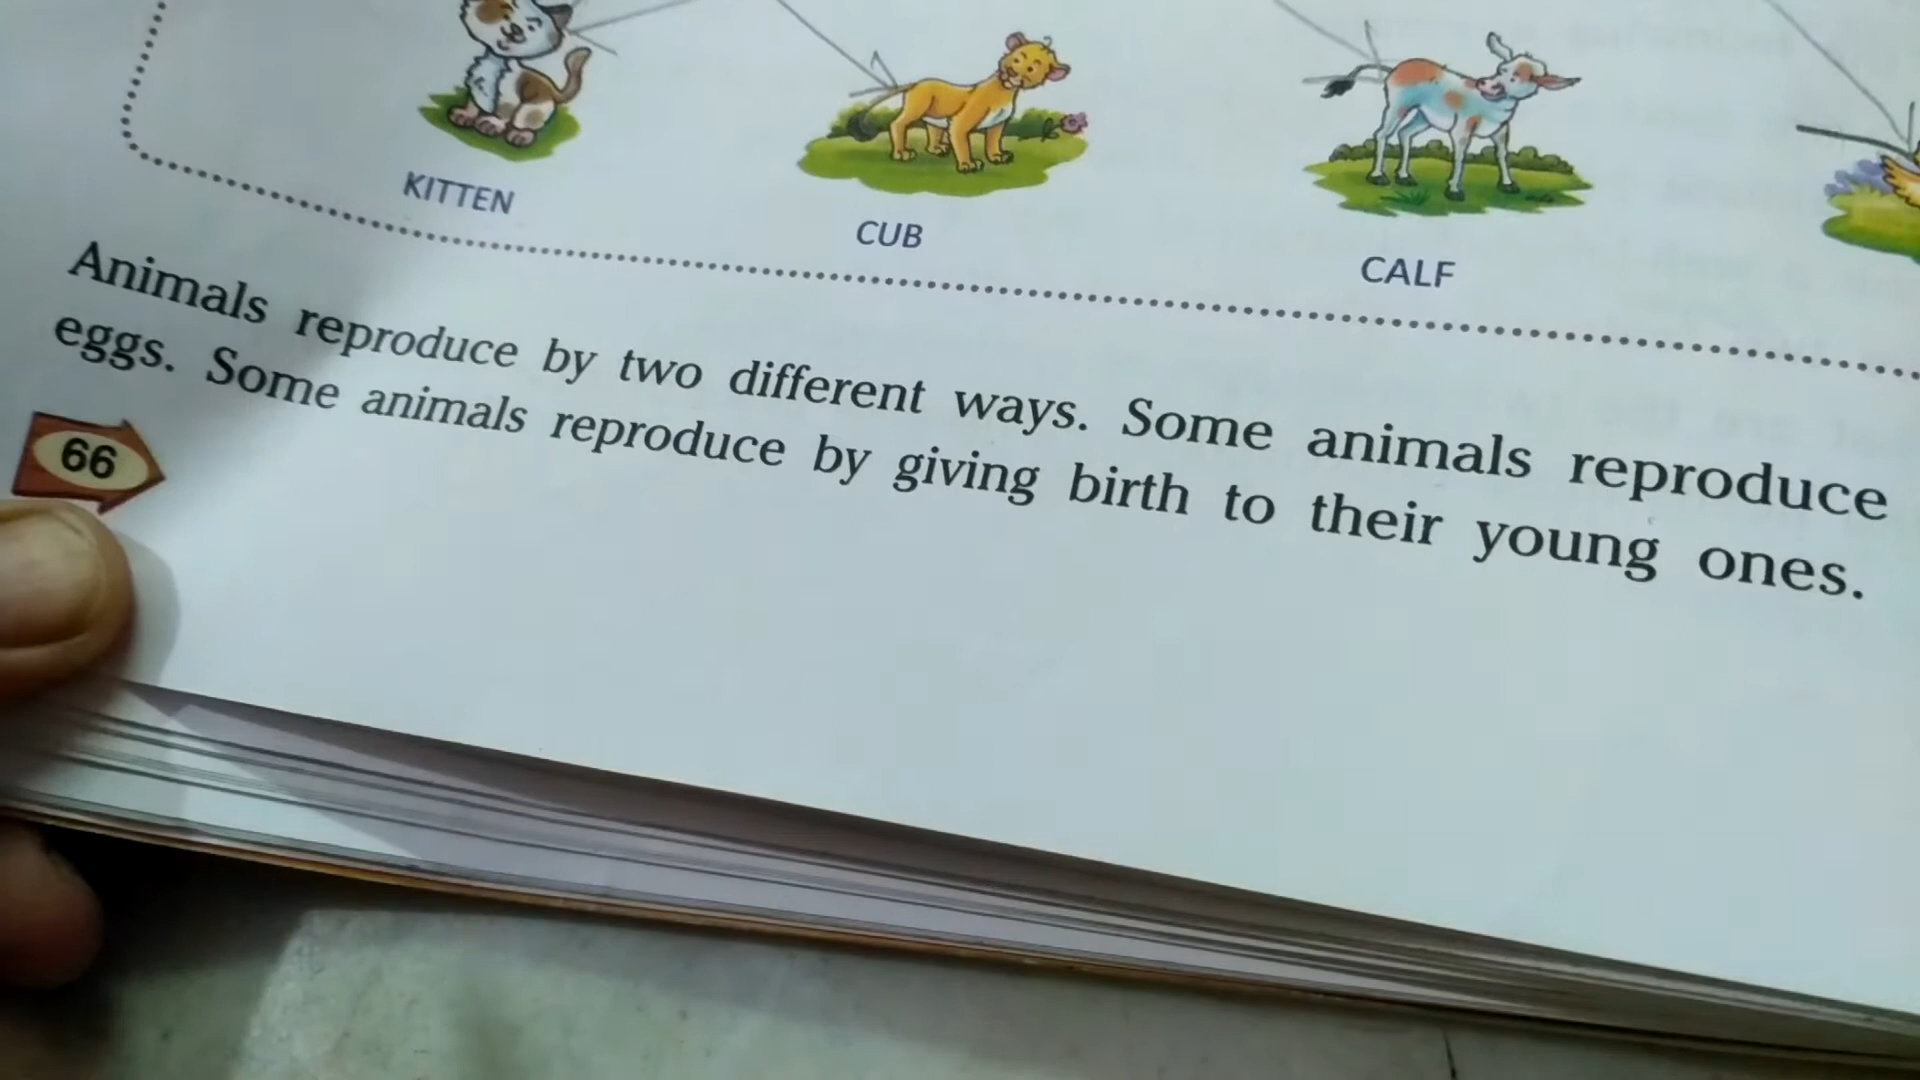 KITTEN
CUB
CALF
Animals reproduce by two different ways. Some animals reproduce
eggs. Some animals reproduce by giving birth to their young ones.
66